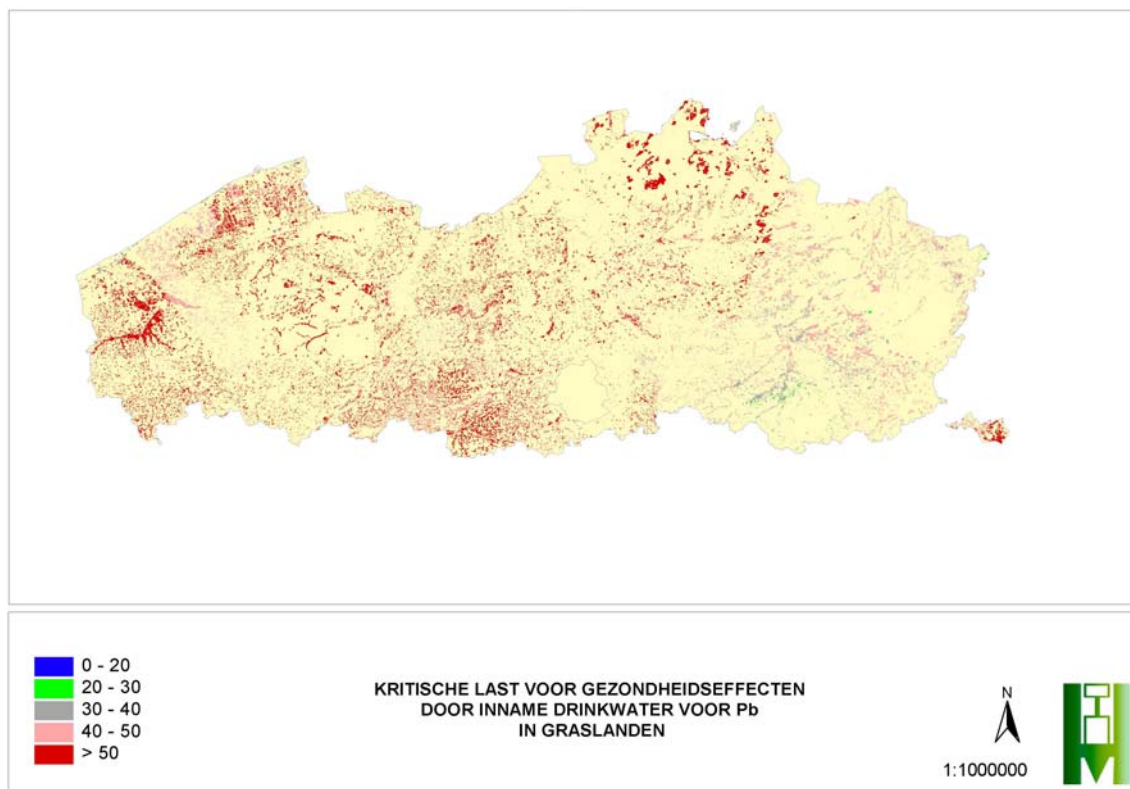 0 - 20
20 - 30
30 - 40
40 - 50
> 50
KRITISCHE LAST VOOR GEZONDHEIDSEFFECTEN
DOOR INNAME DRINKWATER VOOR Pb
IN GRASLANDEN
N
1:1000000